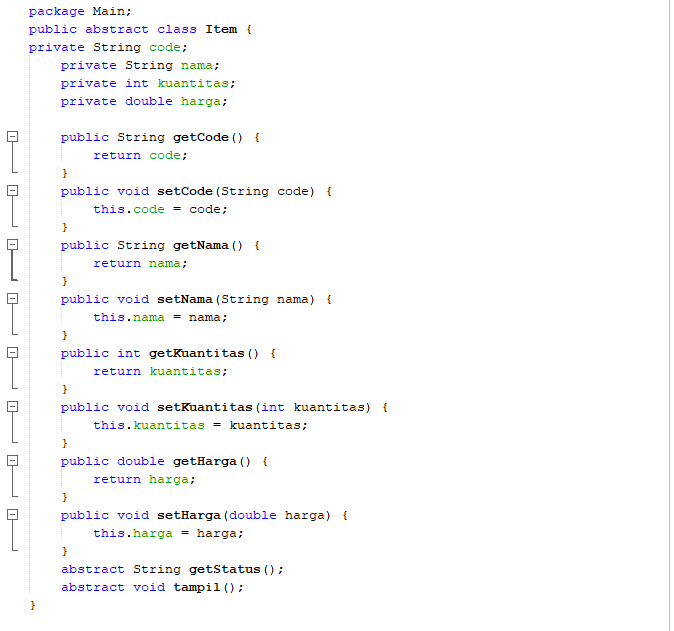 package Main;
public abstract class Item {
private String code;
    private String nama;
    private int kuantitas;
    private double harga;

    public String getCode() {
        return code;
    }
    public void setCode(String code) {
        this.code = code;
    }
    public String getNama() {
        return nama;
    }
    public void setNama(String nama) {
        this.nama = nama;
    }
    public int getKuantitas() {
        return kuantitas;
    }
    public void setKuantitas(int kuantitas) {
        this.kuantitas = kuantitas;
    }
    public double getHarga() {
        return harga;
    }
    public void setHarga(double harga) {
        this.harga = harga;
    }
    abstract String getStatus();
    abstract void tampil();
}